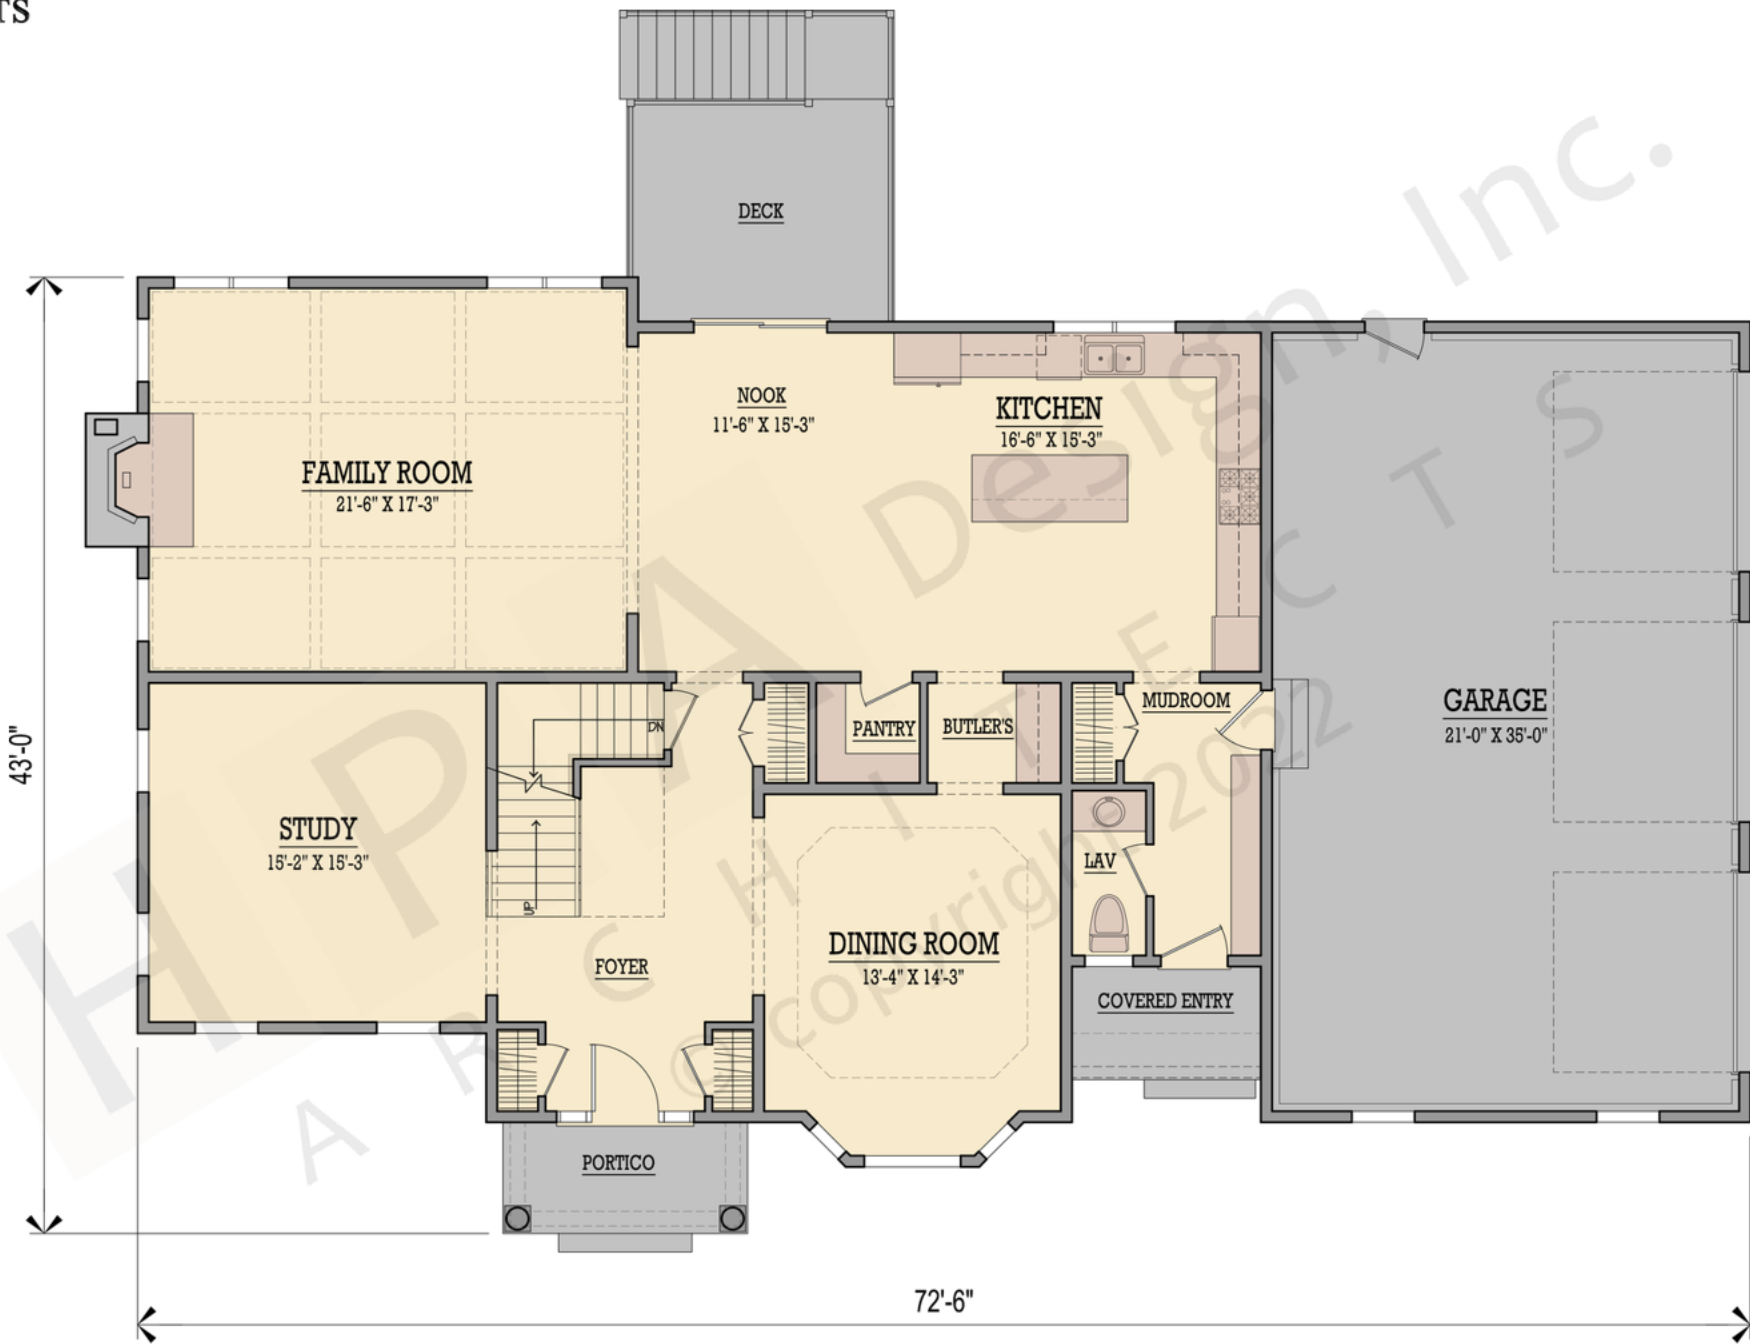 TS
DECK
NOOK
11'-6" X 15'-3"
KITCHEN
16'-6" X 15'-3"
FAMILY ROOM
21'-6" X 17'-3"
DN
PANTRY
BUTLER'S
MUDROOM
GARAGE
21'-0" X 35'-0"
43'-0"
STUDY
15'-2" X 15'-3"
UP
LAV
FOYER
DINING ROOM
13'-4" X 14'-3"
COVERED ENTRY
PORTICO
72'-6"
HPA Design, Inc.
ARCHITECTS
© copyright 2022